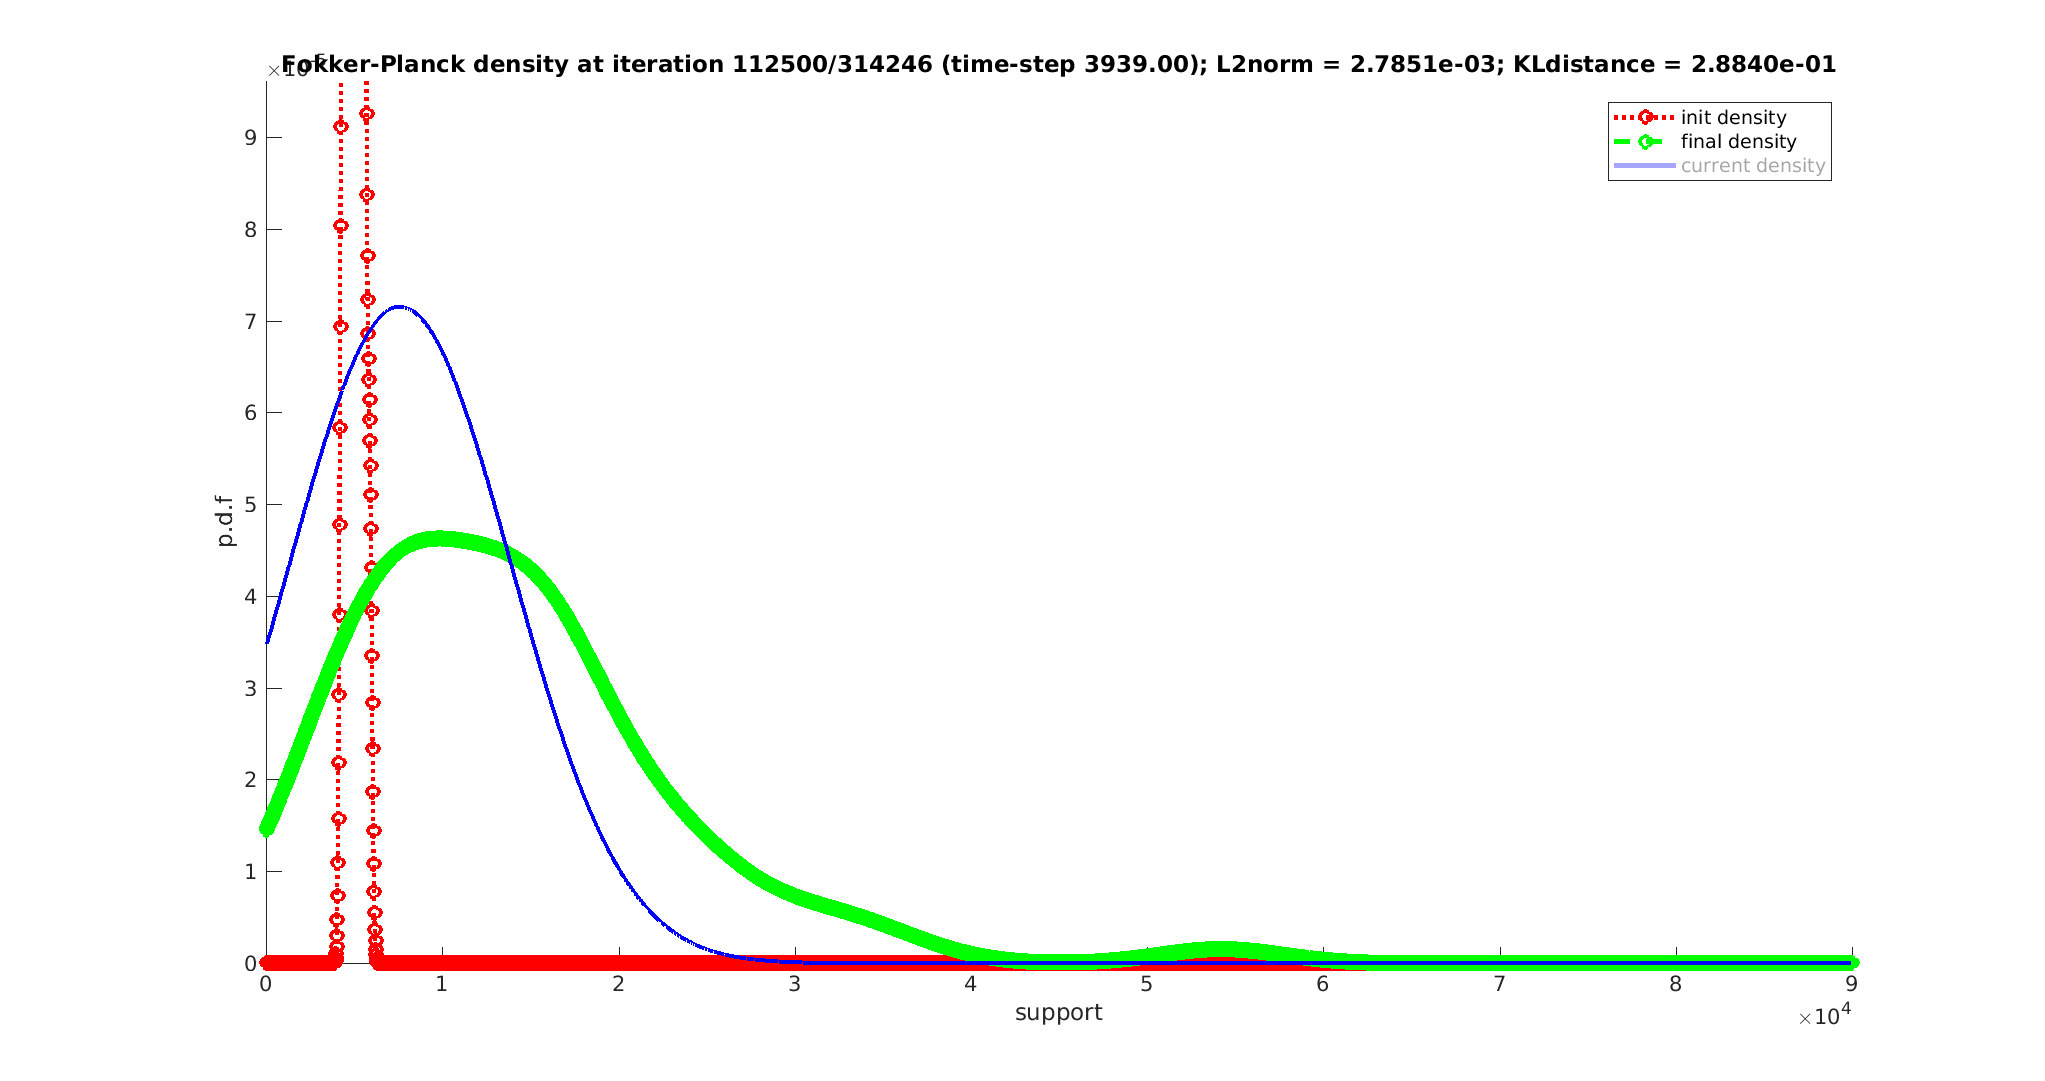 Fokker-Planck density at iteration 112500/314246 (time-step 3939.00); L2norm = 2.7851e-03; KLdistance = 2.8840e-01
init density
final density
current density
9
8
7
6
5
4
3
2
1
0
p.d.f
0 1 2 3 4 5 6 7 8 9
support
×10⁴